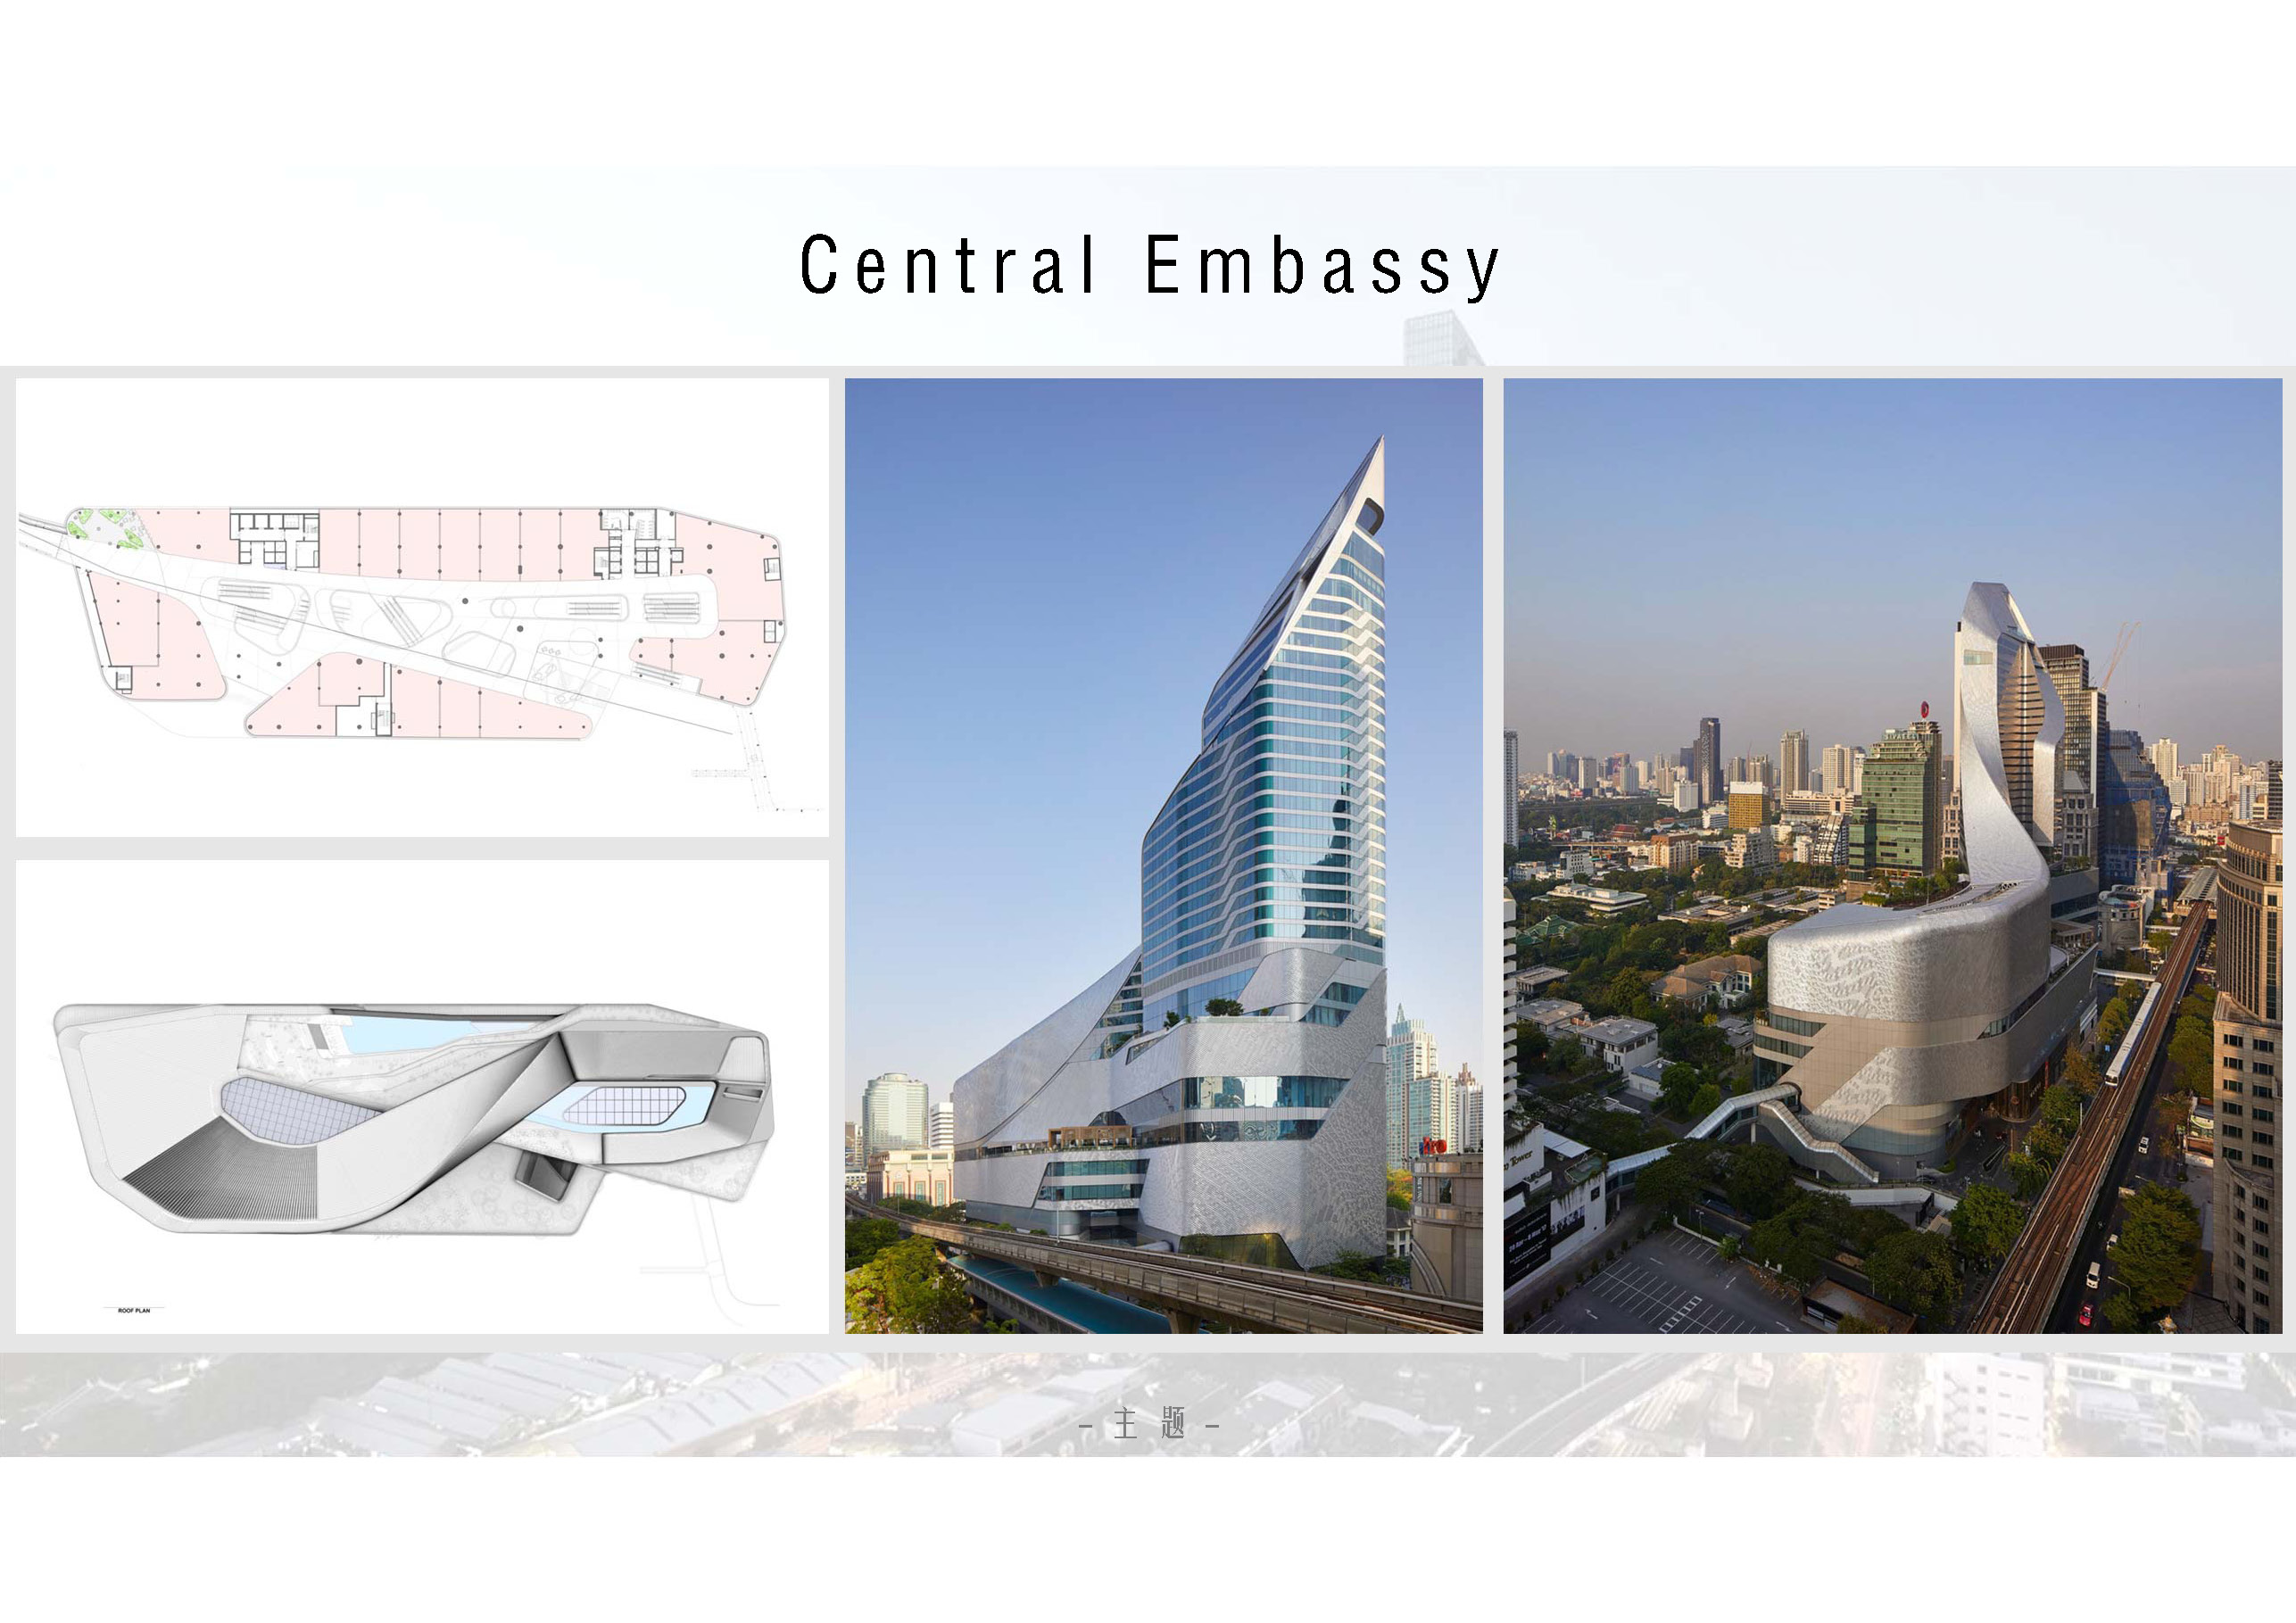 Central Embassy
ROOF PLAN
- 主 题 -